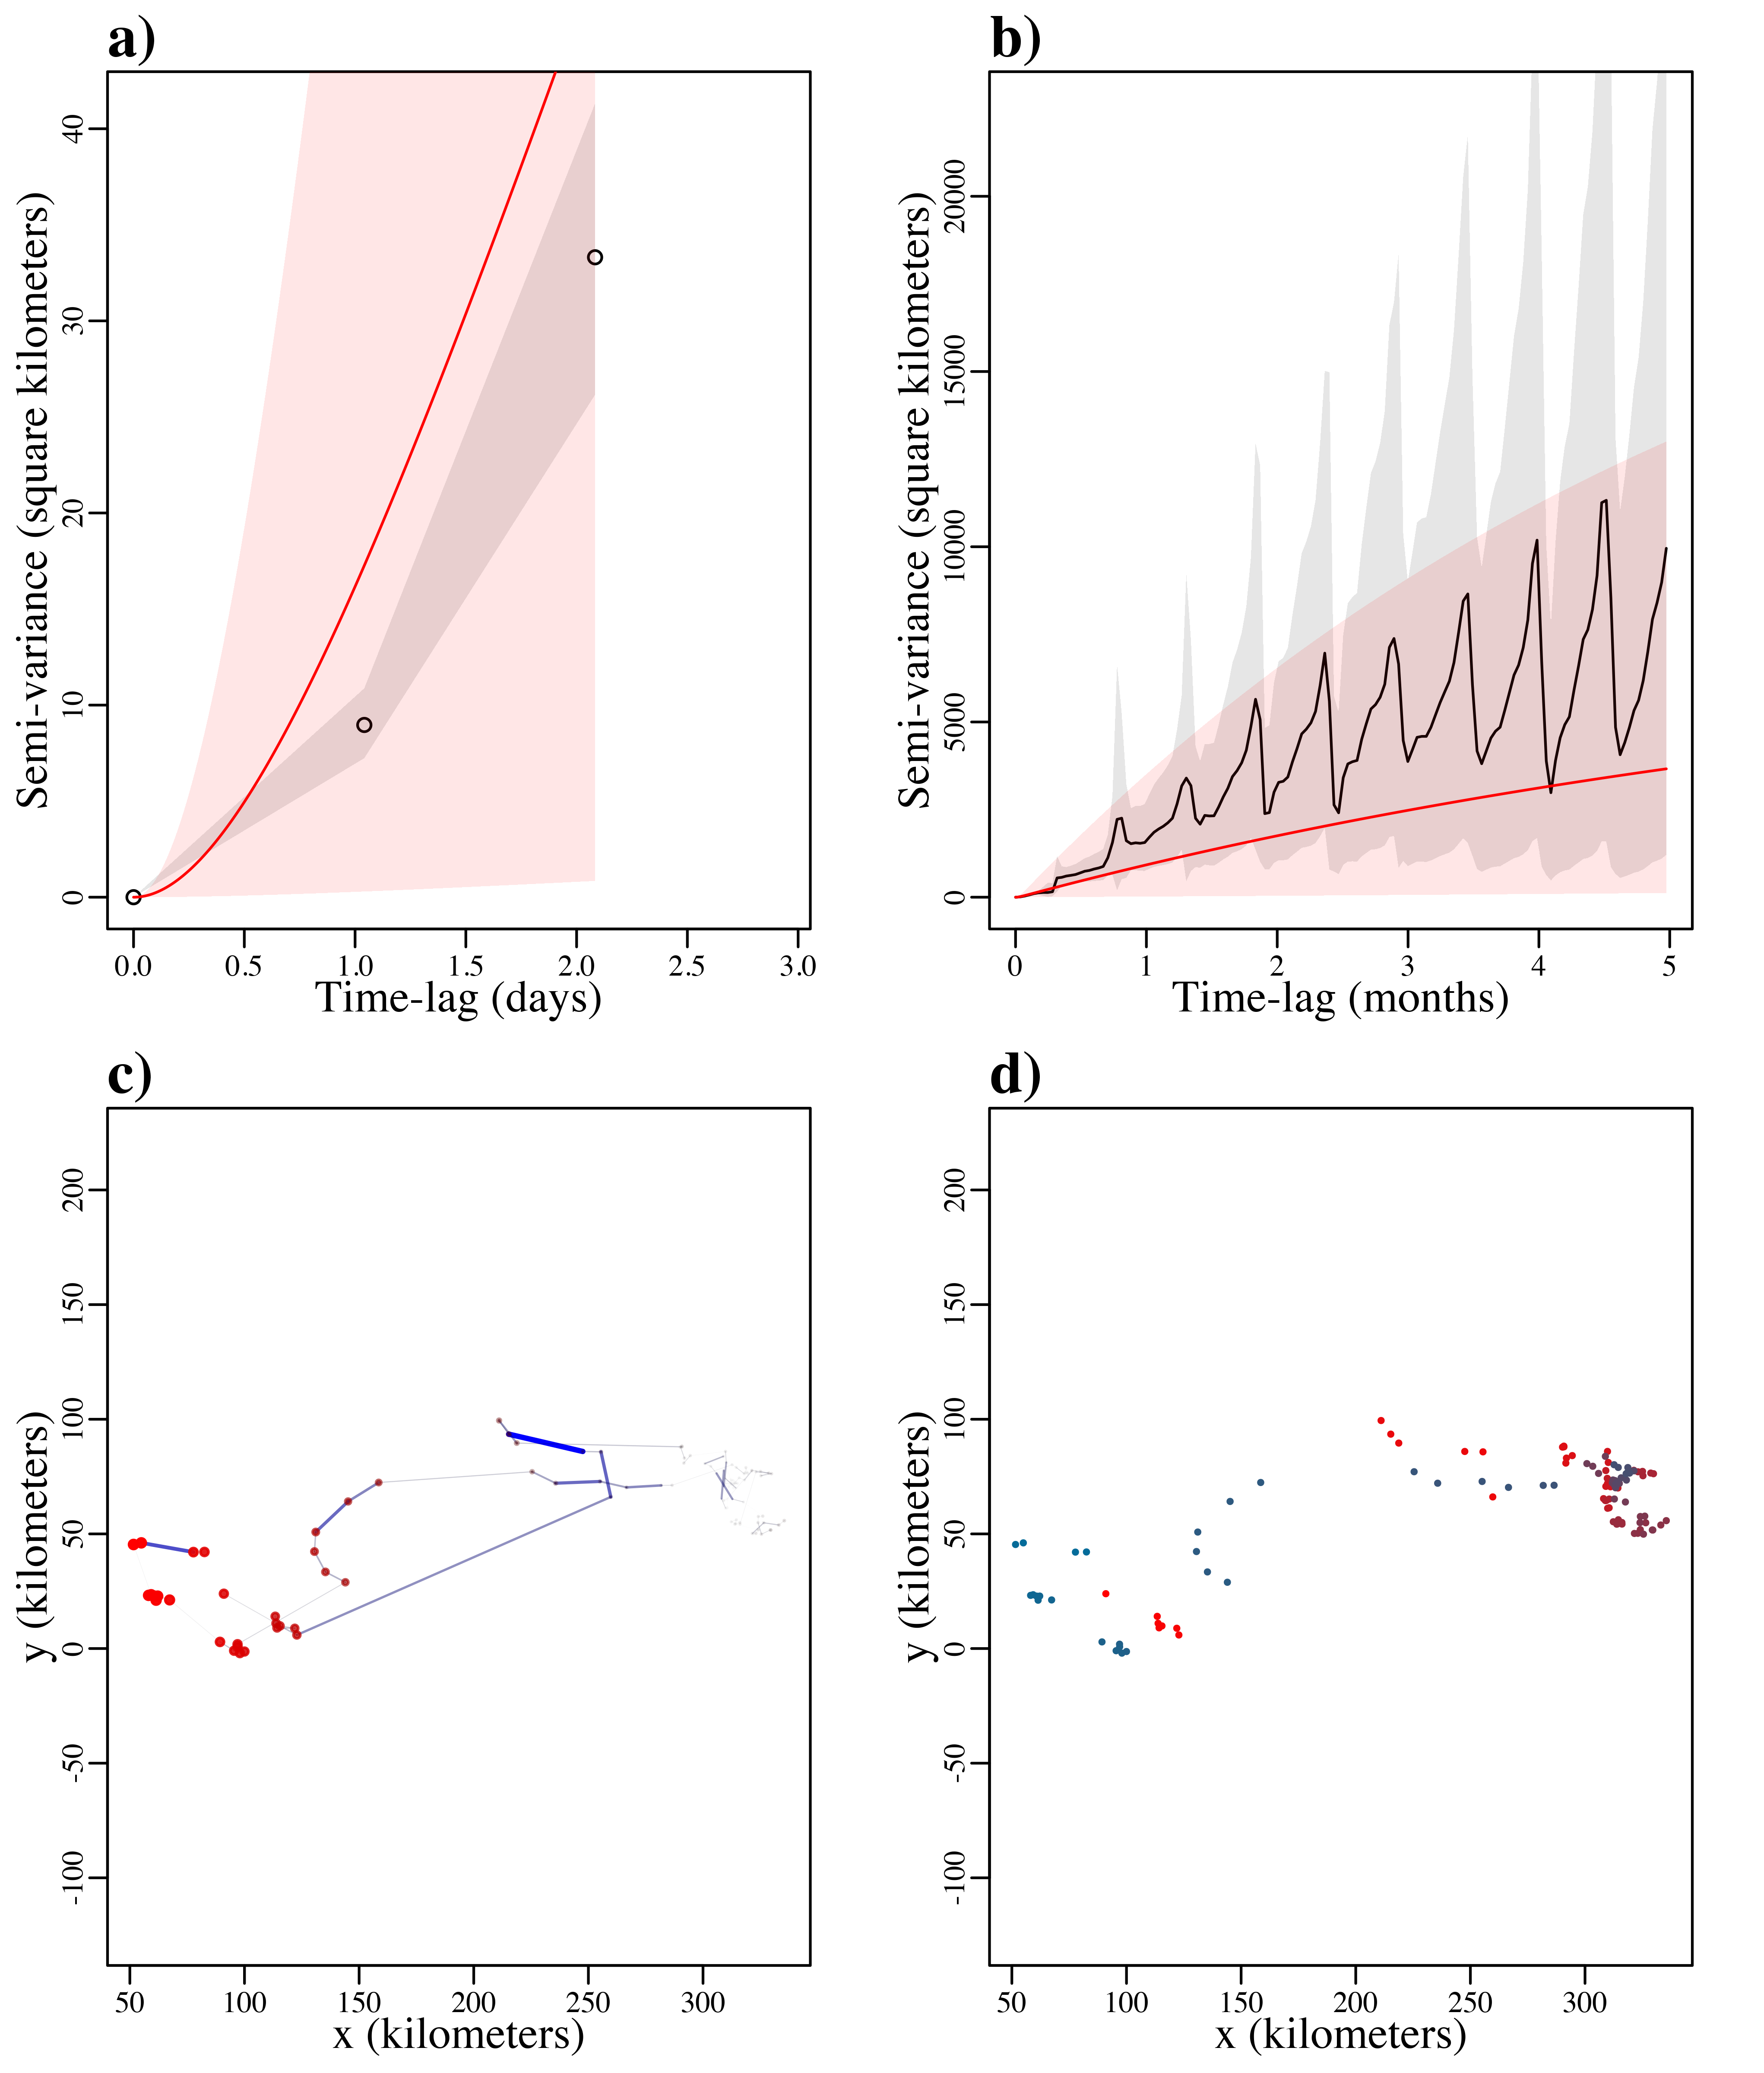 a)
Semi-variance (square kilometers)
40
30
20
10
0
0.0 0.5 1.0 1.5 2.0 2.5 3.0
Time-lag (days)
b)
Semi-variance (square kilometers)
20000
15000
10000
5000
0
0 1 2 3 4 5
Time-lag (months)
c)
y (kilometers)
200
150
100
50
0
-50
-100
50 100 150 200 250 300
x (kilometers)
d)
y (kilometers)
200
150
100
50
0
-50
-100
50 100 150 200 250 300
x (kilometers)